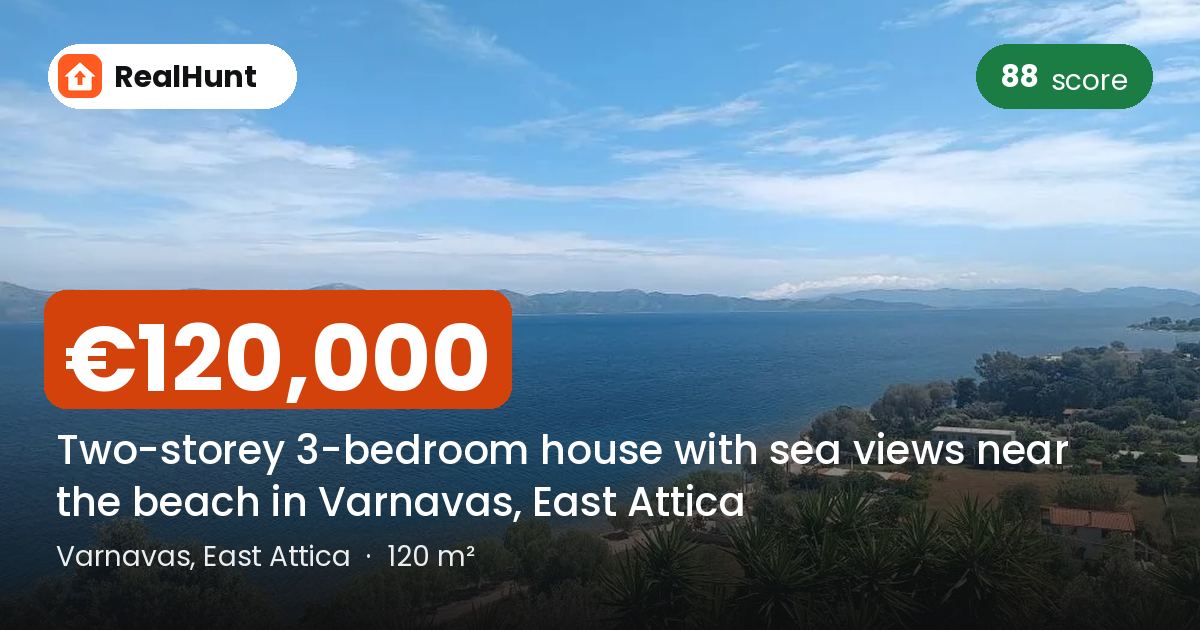 RealHunt
88 score
€120,000
Two-storey 3-bedroom house with sea views near
the beach in Varnavas, East Attica
Varnavas, East Attica · 120 m²